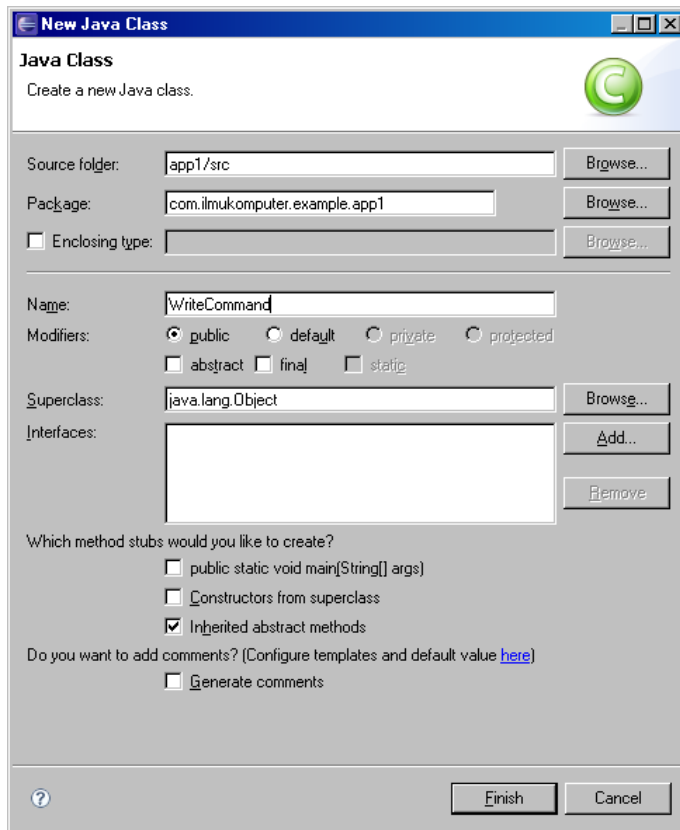 New Java Class
Java Class
Create a new Java class.
C
Source folder: app1/src Browse...
Package: com.ilmukomputer.example.app1 Browse...
Enclosing type: Browse...
Name: WriteCommand
Modifiers: public default private protected
abstract final static
Superclass: java.lang.Object Browse...
Interfaces: Add...
Remove
Which method stubs would you like to create?
public static void main(String[] args)
Constructors from superclass
Inherited abstract methods
Do you want to add comments? (Configure templates and default value here)
Generate comments
? Finish Cancel